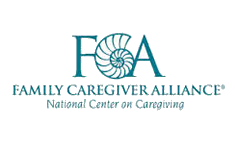 FCA
FAMILY CAREGIVER ALLIANCE®
National Center on Caregiving